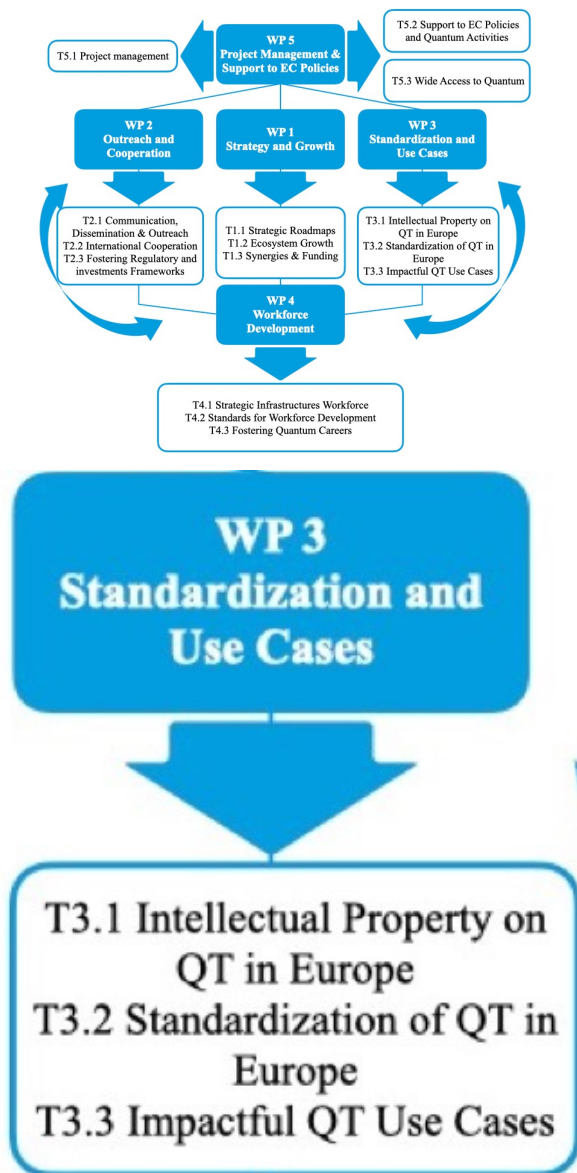 WP 5
Project Management &
Support to EC Policies
T5.1 Project management
T5.2 Support to EC Policies
and Quantum Activities
T5.3 Wide Access to Quantum
WP 2
Outreach and
Cooperation
WP 1
Strategy and Growth
WP 3
Standardization and
Use Cases
T2.1 Communication,
Dissemination & Outreach
T2.2 International Cooperation
T2.3 Fostering Regulatory and
investments Frameworks
T1.1 Strategic Roadmaps
T1.2 Ecosystem Growth
T1.3 Synergies & Funding
T3.1 Intellectual Property on
QT in Europe
T3.2 Standardization of QT in
Europe
T3.3 Impactful QT Use Cases
WP 4
Workforce
Development
T4.1 Strategic Infrastructures Workforce
T4.2 Standards for Workforce Development
T4.3 Fostering Quantum Careers
WP 3
Standardization and
Use Cases
T3.1 Intellectual Property on
QT in Europe
T3.2 Standardization of QT in
Europe
T3.3 Impactful QT Use Cases